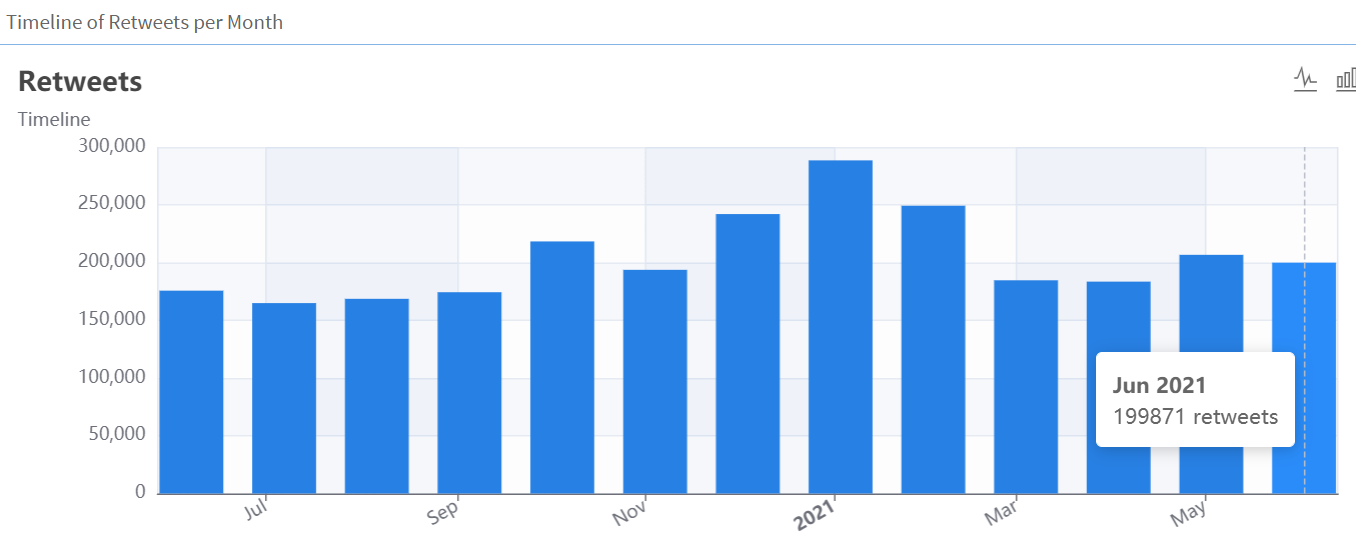 Timeline of Retweets per Month
Retweets
Timeline
300,000
250,000
200,000
150,000
100,000
50,000
0
Jun 2021
199871 retweets
Jul
Sep
Nov
2021
Mar
May